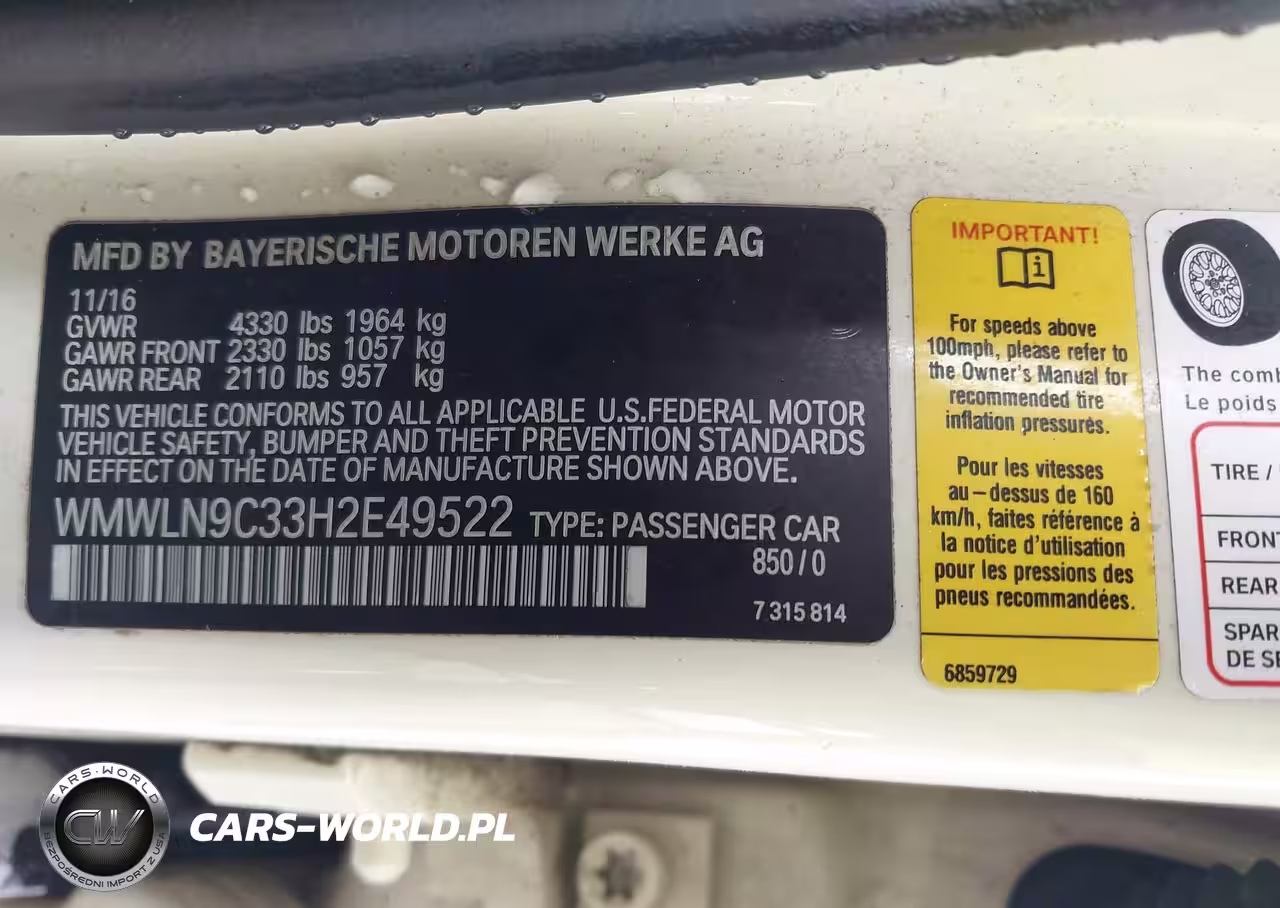 MFD BY BAYERISCHE MOTOREN WERKE AG
11/16
GVWR 4330 lbs 1964 kg
GAWR FRONT 2330 lbs 1057 kg
GAWR REAR 2110 lbs 957 kg
THIS VEHICLE CONFORMS TO ALL APPLICABLE U.S.FEDERAL MOTOR
VEHICLE SAFETY, BUMPER AND THEFT PREVENTION STANDARDS
IN EFFECT ON THE DATE OF MANUFACTURE SHOWN ABOVE.
WMWLN9C33H2E49522 TYPE: PASSENGER CAR
850/0
7 315 814
IMPORTANT!
For speeds above
100mph, please refer to
the Owner's Manual for
recommended tire
inflation pressures.
Pour les vitesses
au-dessus de 160
km/h, faites référence à
la notice d'utilisation
pour les pressions des
pneus recommandées.
6859729
The comb
Le poids
TIRE /
FRONT
REAR
SPAR
DE SE
CARS-WORLD
CW
BEZPOŚREDNI IMPORT Z USA
CARS-WORLD.PL